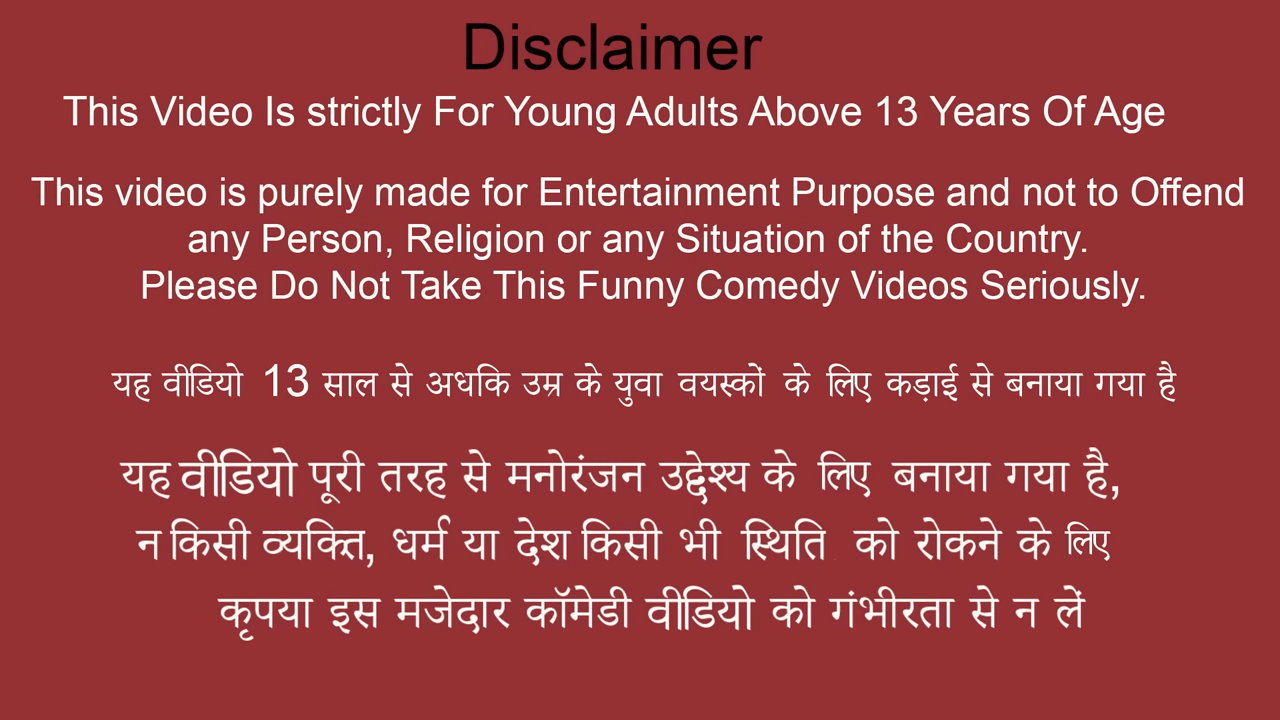 Disclaimer
This Video Is strictly For Young Adults Above 13 Years Of Age
This video is purely made for Entertainment Purpose and not to Offend
any Person, Religion or any Situation of the Country.
Please Do Not Take This Funny Comedy Videos Seriously.
यह वीडियो 13 साल से अधकि उम्र के युवा वयस्कों के लिए कड़ाई से बनाया गया है
यह वीडियो पूरी तरह से मनोरंजन उद्देश्य के लिए बनाया गया है,
न किसी व्यक्ति, धर्म या देश किसी भी स्थिति को रोकने के लिए
कृपया इस मजेदार कॉमेडी वीडियो को गंभीरता से न लें